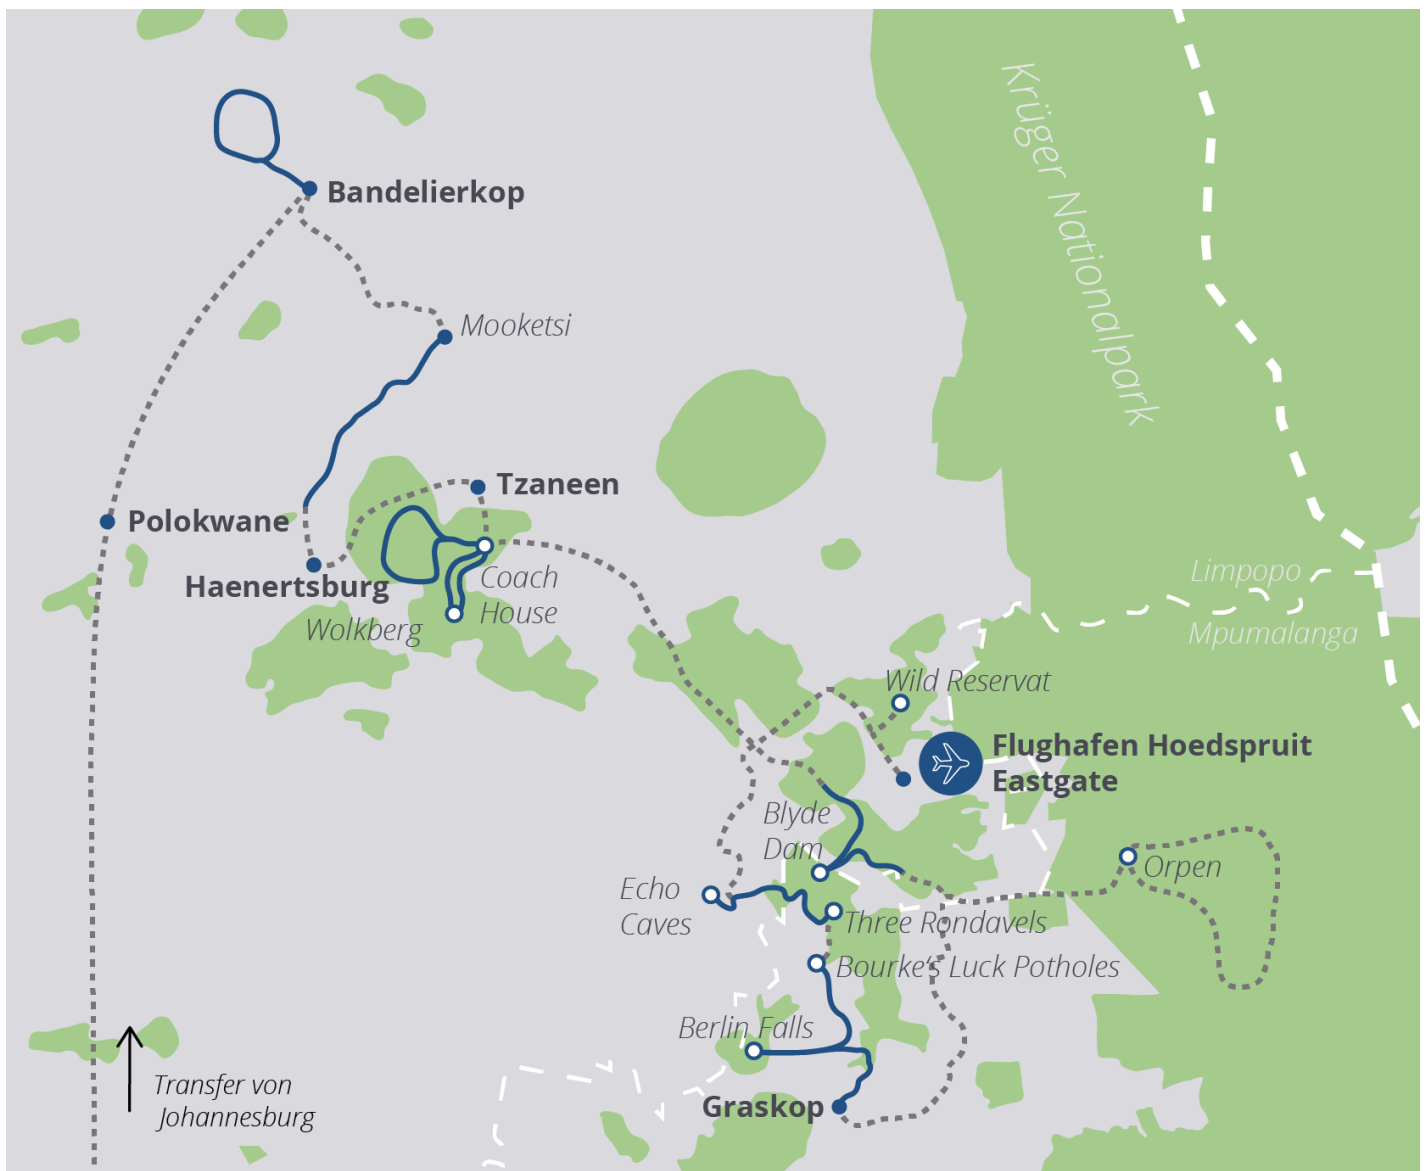 Krüger Nationalpark
Bandelierkop
Mooketsi
Tzaneen
Polokwane
Haenertsburg
Coach
House
Wolkberg
Limpopo
Mpumalanga
Wild Reservat
Flughafen Hoedspruit
Eastgate
Blyde
Dam
Orpen
Echo
Caves
Three Rondavels
Bourke's Luck Potholes
Berlin Falls
Transfer von
Johannesburg
Graskop